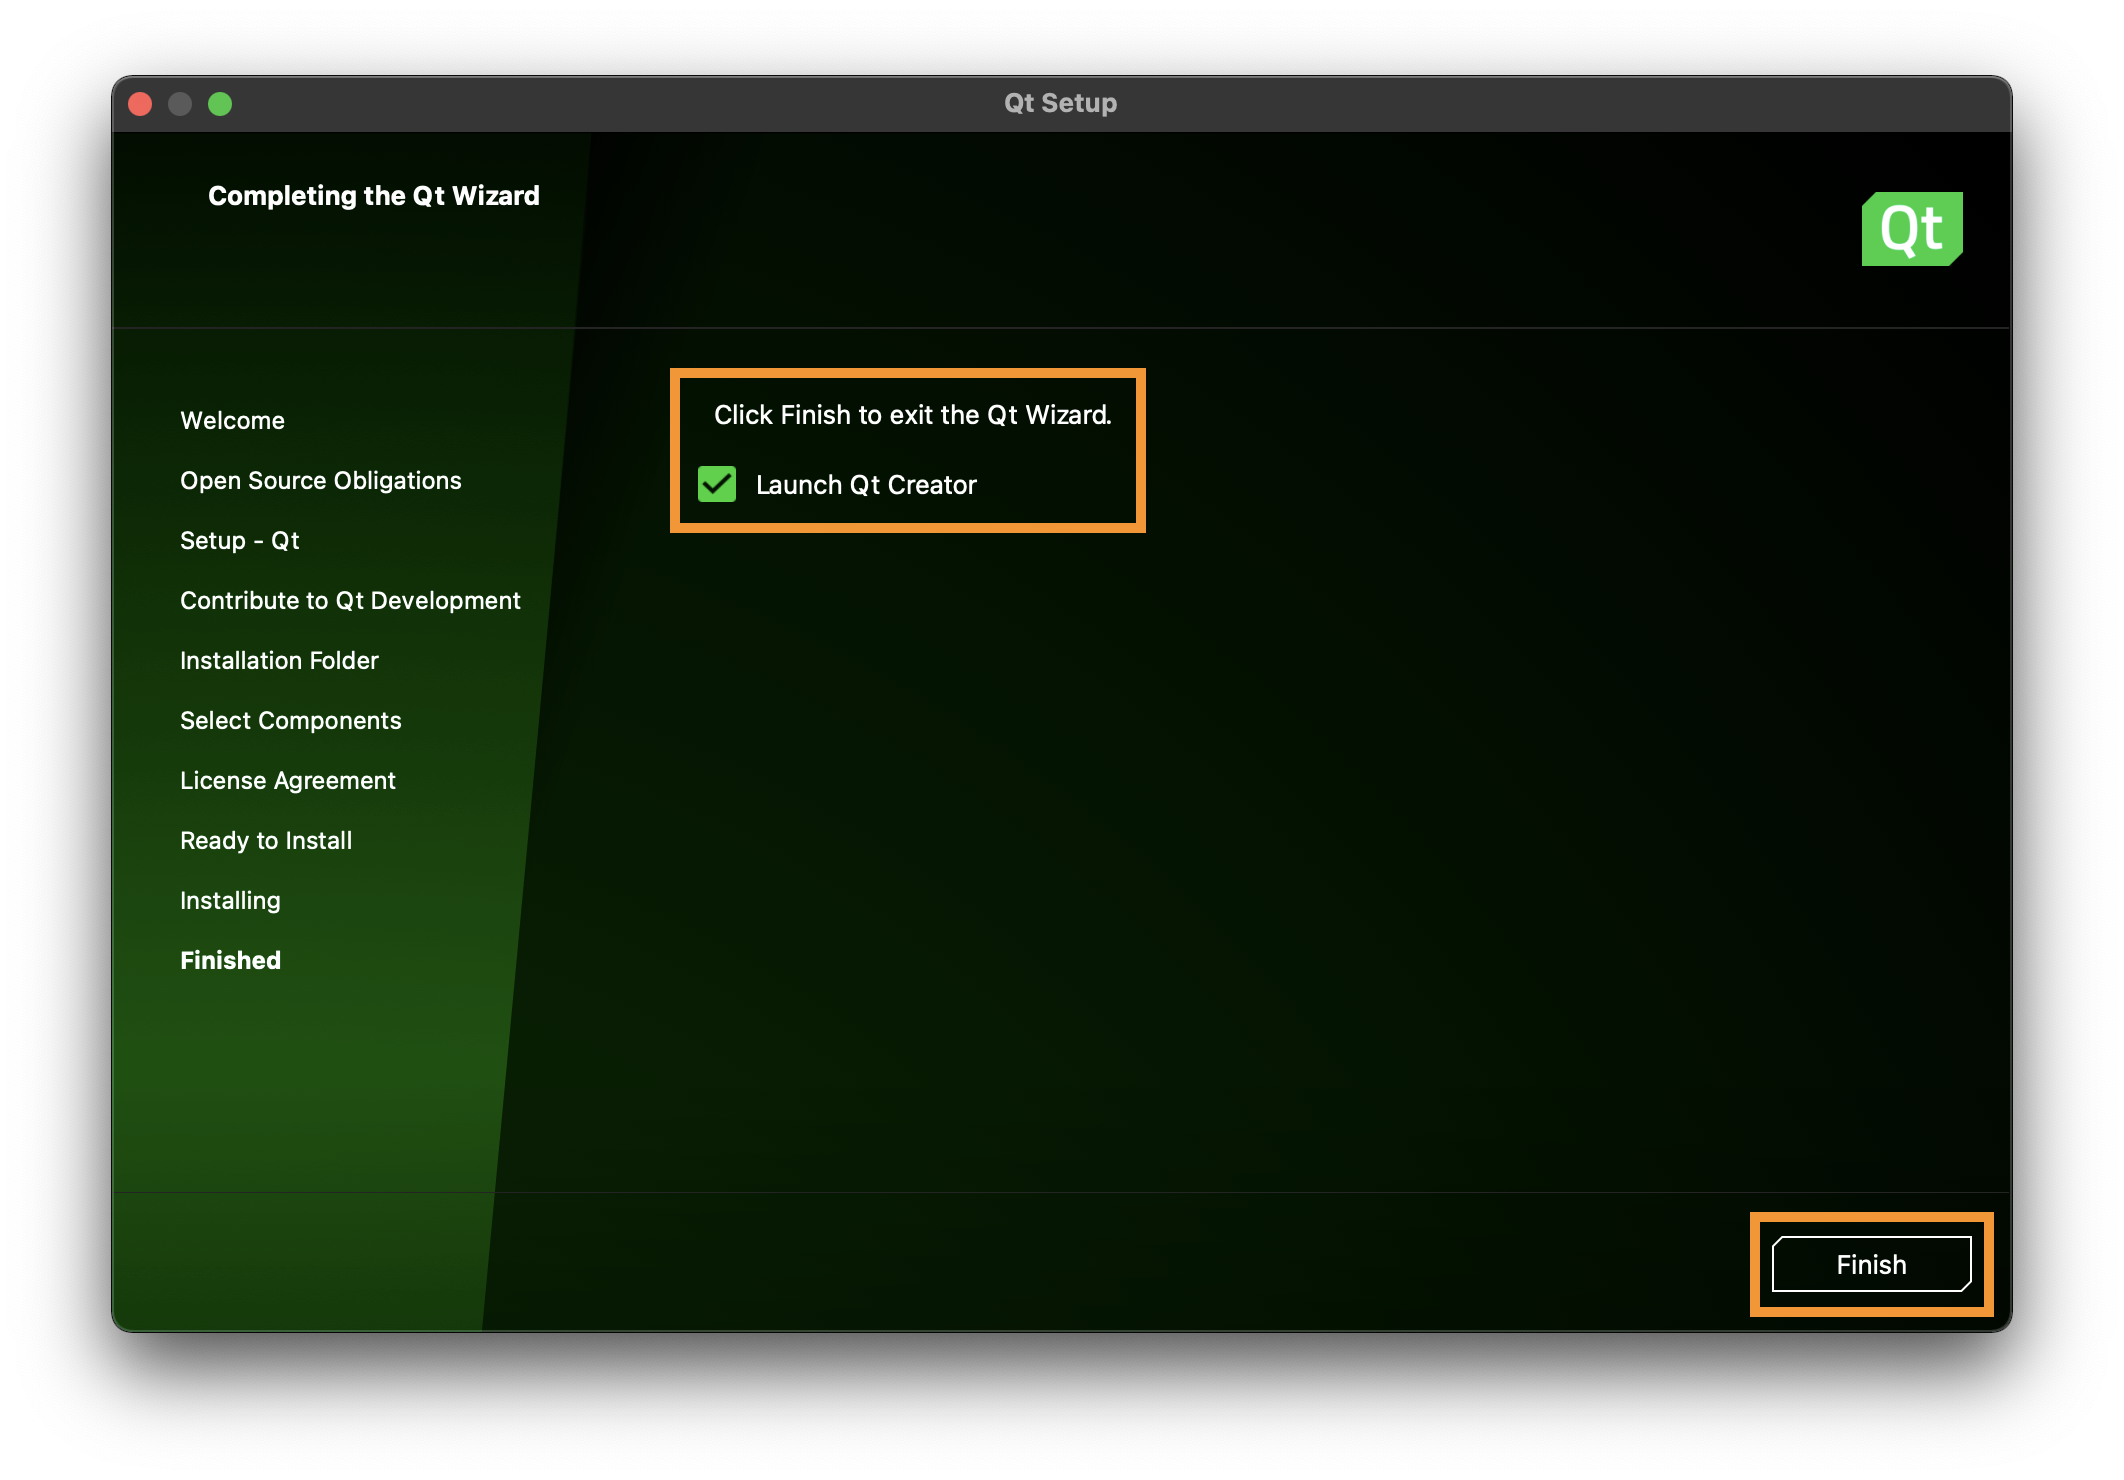 Qt Setup
Completing the Qt Wizard
Qt
Welcome
Open Source Obligations
Setup - Qt
Contribute to Qt Development
Installation Folder
Select Components
License Agreement
Ready to Install
Installing
Finished
Click Finish to exit the Qt Wizard.
Launch Qt Creator
Finish